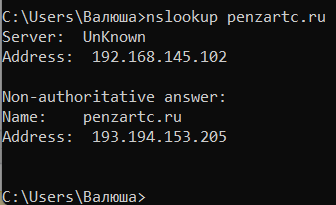 C:\Users\Валюша>nslookup penzartc.ru
Server:  UnKnown
Address:  192.168.145.102

Non-authoritative answer:
Name:    penzartc.ru
Address:  193.194.153.205

C:\Users\Валюша>